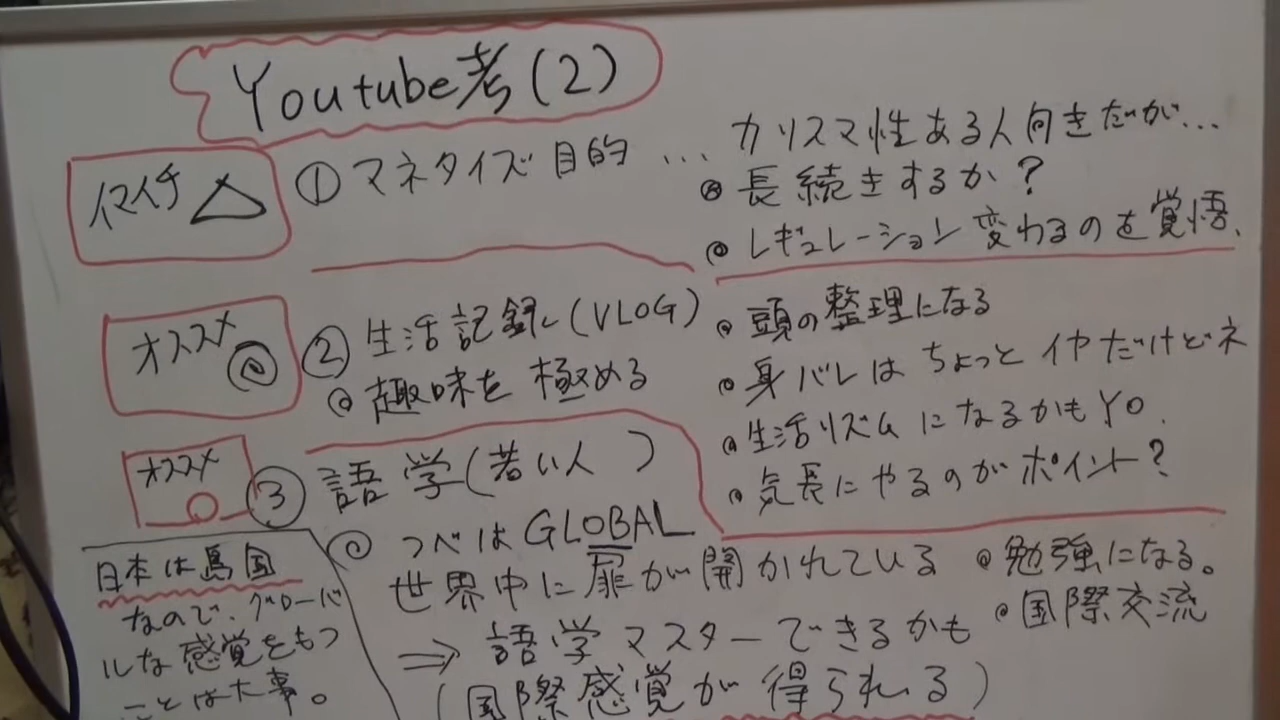 Youtube考(2)
イマイチ △ ① マネタイズ目的 … カリスマ性ある人向きだが…
◎ 長続きするか?
◎ レギュレーション変わるのを覚悟、
オススメ ◎ ② 生活記録(VLOG)
◎ 趣味を極める
◎ 頭の整理になる
◎ 身バレはちょっとイヤだけどネ
◎ 生活リズムになるかもYO.
◎ 気長にやるのがポイント?
オススメ ○ ③ 語学(若い人)
◎ つべはGLOBAL
世界中に扉が開かれている
⇒ 語学マスターできるかも
(国際感覚が得られる)
◎ 勉強になる。
◎ 国際交流
日本は島国
なので、グローバ
ルな感覚をもつ
ことは大事。